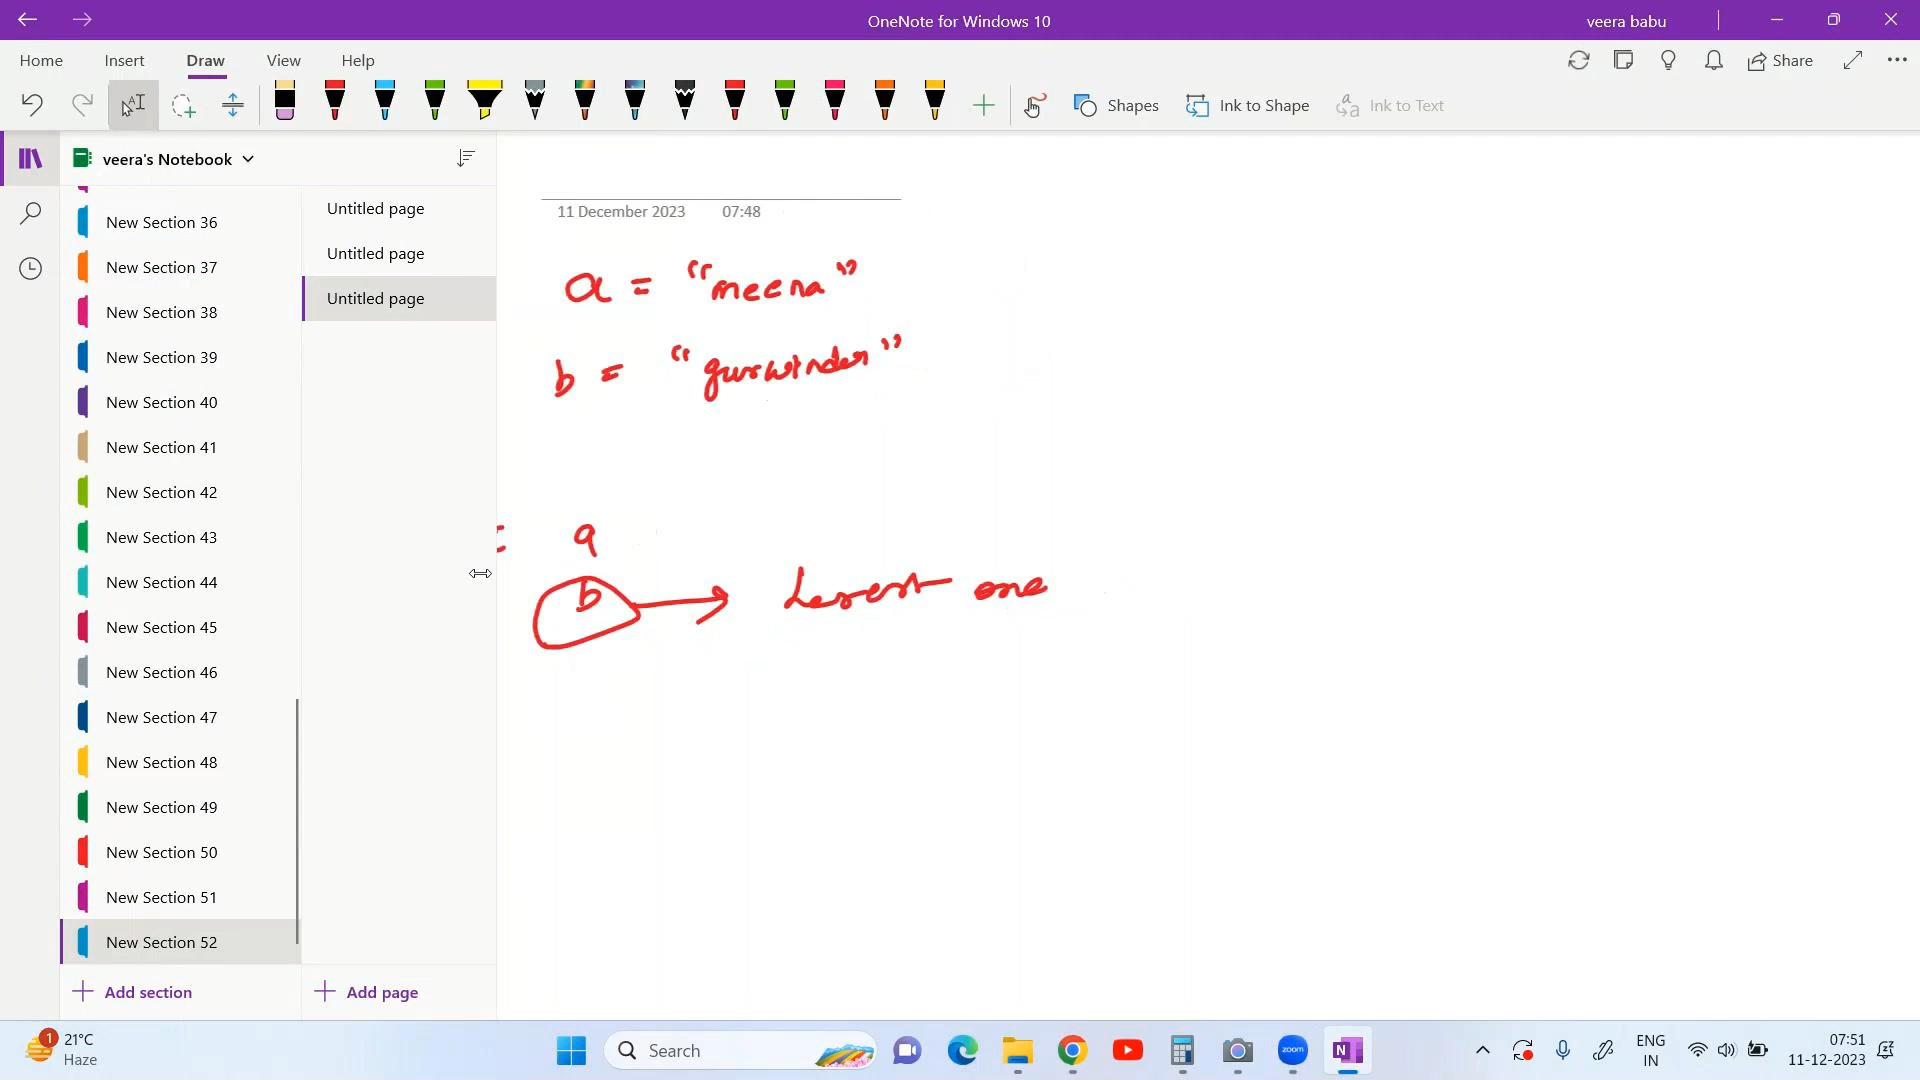 OneNote for Windows 10
veera babu
Home Insert Draw View Help
Share
Shapes Ink to Shape Ink to Text
veera's Notebook
New Section 36
New Section 37
New Section 38
New Section 39
New Section 40
New Section 41
New Section 42
New Section 43
New Section 44
New Section 45
New Section 46
New Section 47
New Section 48
New Section 49
New Section 50
New Section 51
New Section 52
Add section
Untitled page
Untitled page
Untitled page
Add page
11 December 2023 07:48
a = "meena"
b = "gurwinder"
= a
b
one
1
21°C
Haze
Search
zoom
N
ENG
IN
07:51
11-12-2023